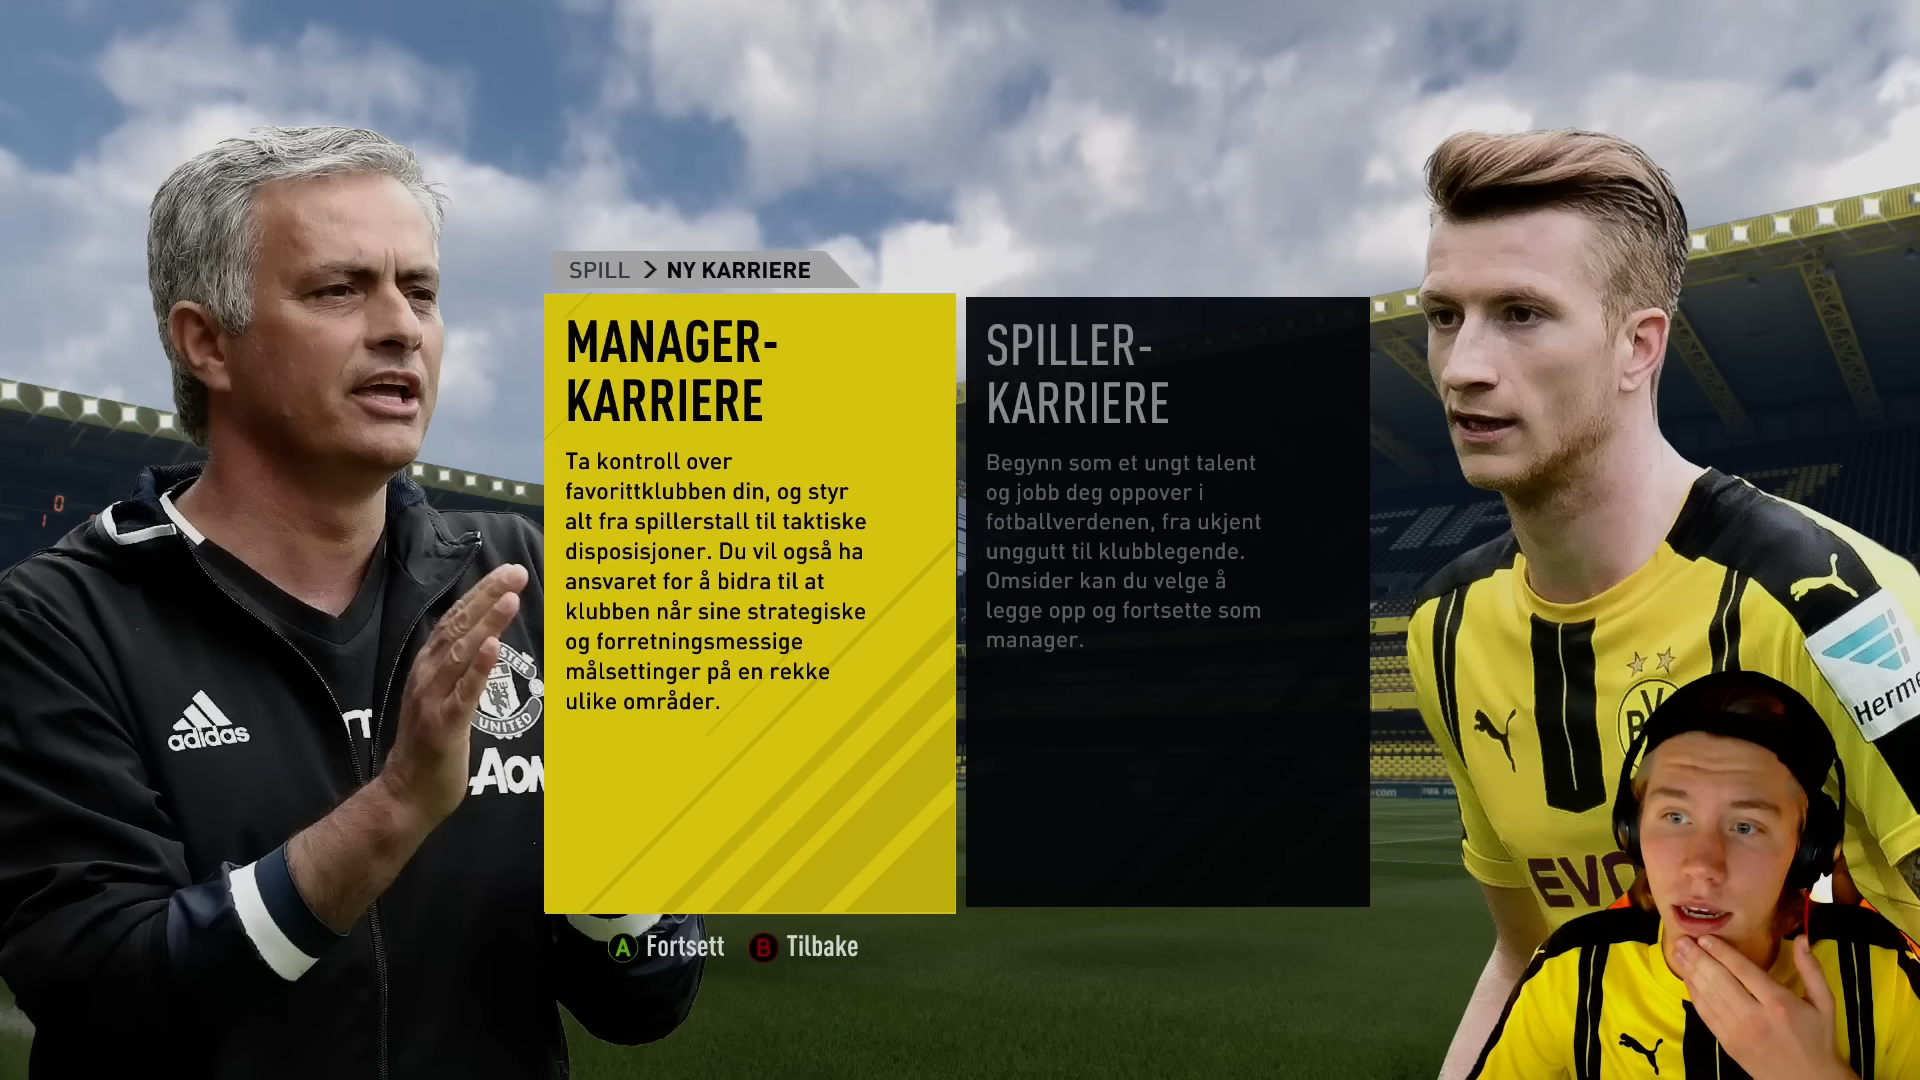 SPILL > NY KARRIERE
MANAGER-
KARRIERE
Ta kontroll over
favorittklubben din, og styr
alt fra spillerstall til taktiske
disposisjoner. Du vil også ha
ansvaret for å bidra til at
klubben når sine strategiske
og forretningsmessige
målsettinger på en rekke
ulike områder.
SPILLER-
KARRIERE
Begynn som et ungt talent
og jobb deg oppover i
fotballverdenen, fra ukjent
unggutt til klubblegende.
Omsider kan du velge å
legge opp og fortsette som
manager.
A Fortsett B Tilbake
adidas
UNITED
0
1